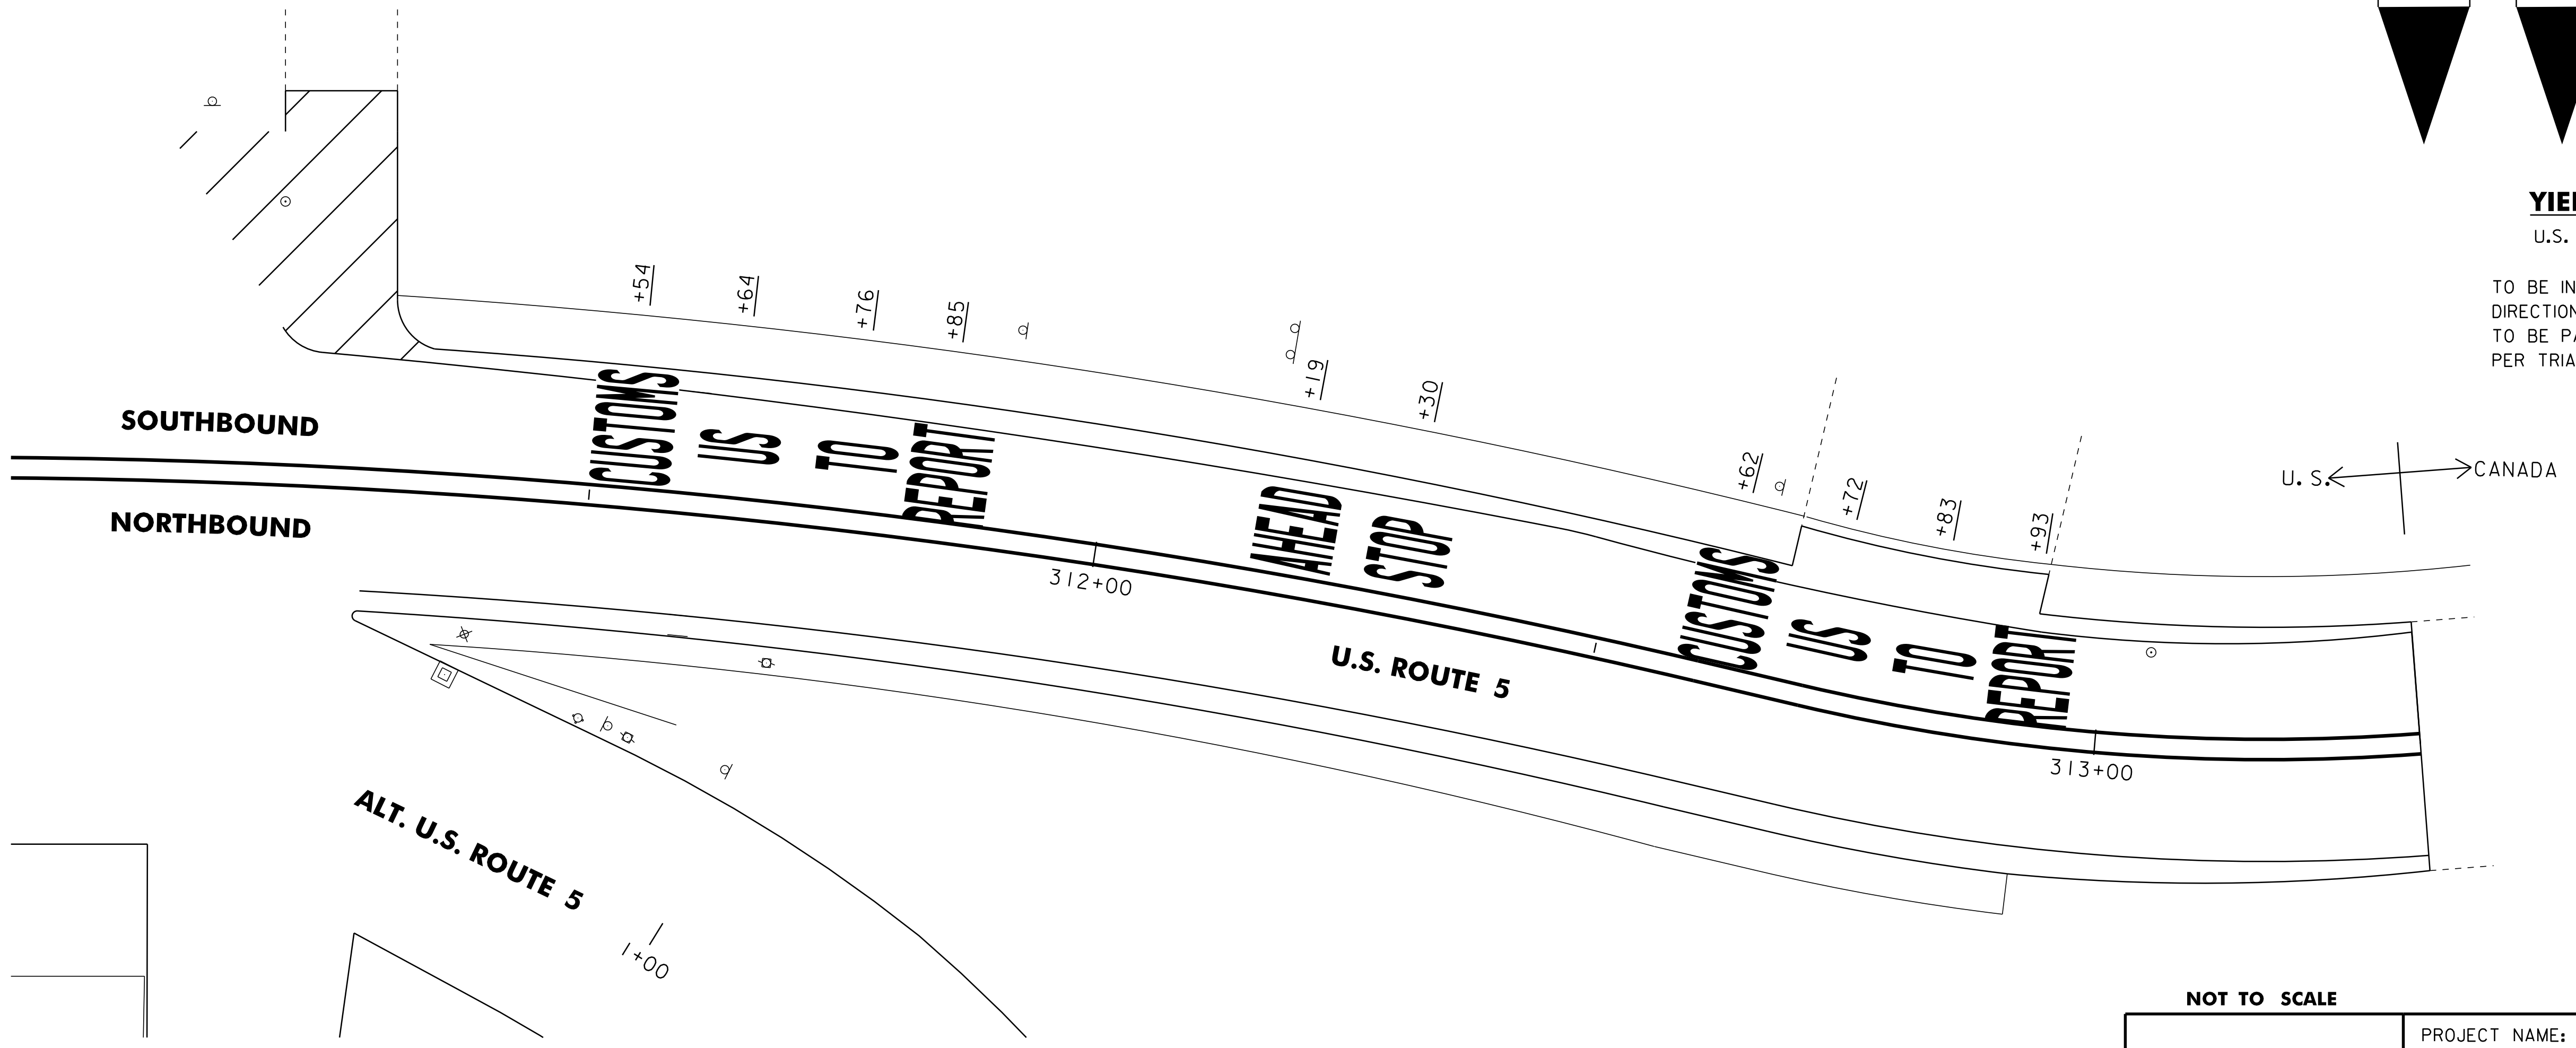 YIEL
U.S.
TO BE IN
DIRECTION
TO BE PA
PER TRIA
+54
+64
+76
+85
+19
+30
+62
+72
+83
+93
SOUTHBOUND
NORTHBOUND
CUSTOMS
US
TO
REPORT
AHEAD
STOP
CUSTOMS
US
TO
REPORT
U.S.
CANADA
312+00
U.S. ROUTE 5
313+00
ALT. U.S. ROUTE 5
1+00
NOT TO SCALE
PROJECT NAME: